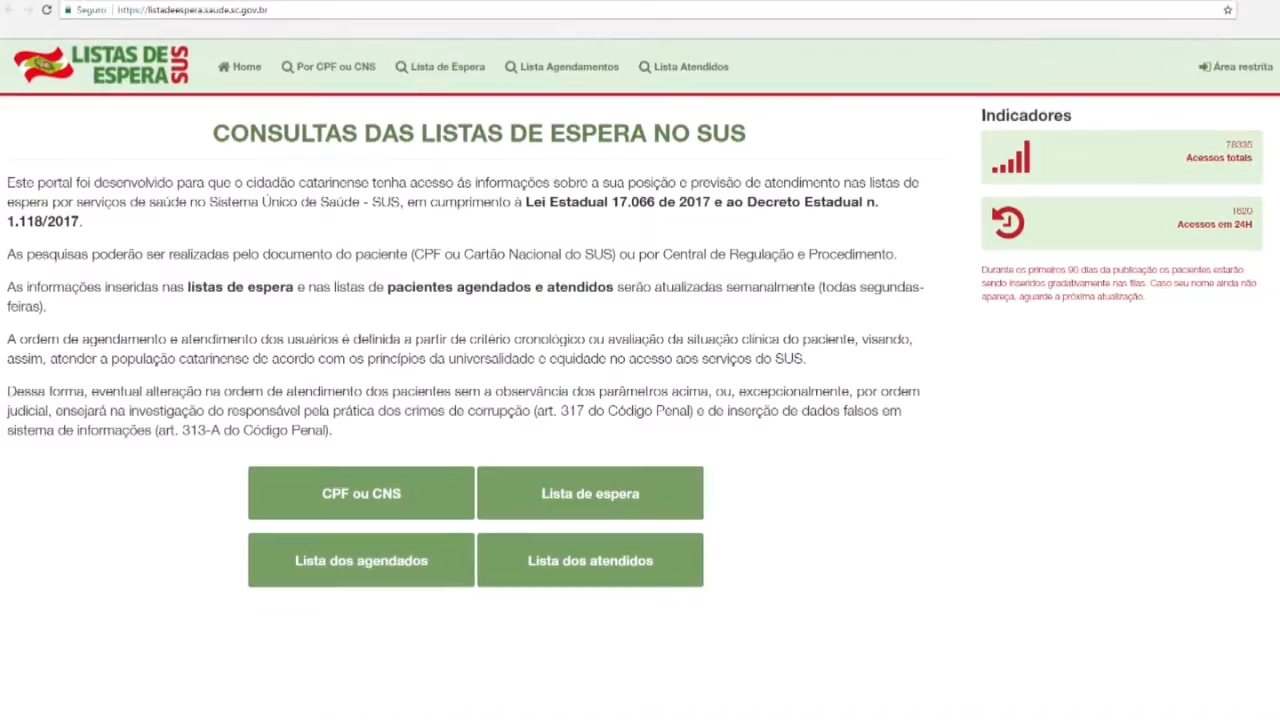 Seguro | https://listadeespera.saude.sc.gov.br
LISTAS DE
ESPERA SUS
Home Por CPF ou CNS Lista de Espera Lista Agendamentos Lista Atendidos Área restrita
CONSULTAS DAS LISTAS DE ESPERA NO SUS
Este portal foi desenvolvido para que o cidadão catarinense tenha acesso ás informações sobre a sua posição e previsão de atendimento nas listas de
espera por serviços de saúde no Sistema Único de Saúde - SUS, em cumprimento à Lei Estadual 17.066 de 2017 e ao Decreto Estadual n.
1.118/2017.
As pesquisas poderão ser realizadas pelo documento do paciente (CPF ou Cartão Nacional do SUS) ou por Central de Regulação e Procedimento.
As informações inseridas nas listas de espera e nas listas de pacientes agendados e atendidos serão atualizadas semanalmente (todas segundas-
feiras).
A ordem de agendamento e atendimento dos usuários é definida a partir de critério cronológico ou avaliação da situação clínica do paciente, visando,
assim, atender a população catarinense de acordo com os princípios da universalidade e equidade no acesso aos serviços do SUS.
Dessa forma, eventual alteração na ordem de atendimento dos pacientes sem a observância dos parâmetros acima, ou, excepcionalmente, por ordem
judicial, ensejará na investigação do responsável pela prática dos crimes de corrupção (art. 317 do Código Penal) e de inserção de dados falsos em
sistema de informações (art. 313-A do Código Penal).
CPF ou CNS
Lista de espera
Lista dos agendados
Lista dos atendidos
Indicadores
78335
Acessos totais
1620
Acessos em 24H
Durante os primeiros 90 dias da publicação os pacientes estarão
sendo inseridos gradativamente nas filas. Caso seu nome ainda não
apareça, aguarde a próxima atualização.